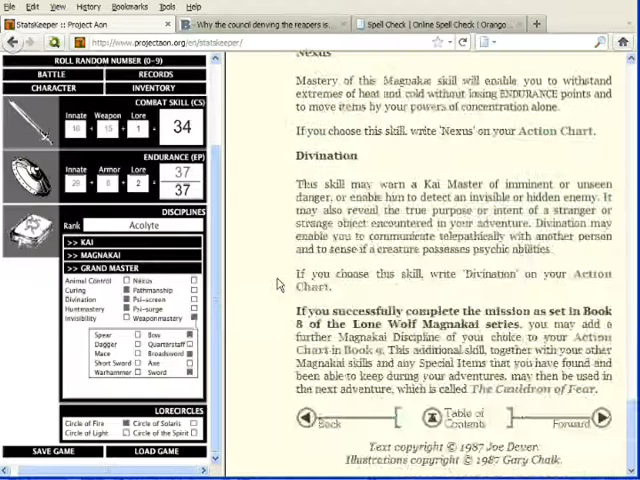 File Edit View History Bookmarks Tools Help
StatsKeeper / Project Aon
- Why the council denying the reapers is...
Spell Check | Online Spell Check | Orango...
http://www.projectaon.org/en/statskeeper/
Google
ROLL RANDOM NUMBER (0-9)
BATTLE RECORDS
CHARACTER INVENTORY
COMBAT SKILL (CS)
Innate Weapon Lore
18 + 15 + 1 34
ENDURANCE (EP)
Innate Armor Lore 37
+ + 2 37
DISCIPLINES
Rank Acolyte
>> KAI
>> MAGNAKAI
>> GRAND MASTER
Animal Control Nexus
Curing Pathmanship
Divination Psi-screen
Huntmastery Psi-surge
Invisibility Weaponmastery
Spear Bow
Dagger Quarterstaff
Mace Broadsword
Short Sword Axe
Warhammer Sword
LORECIRCLES
Circle of Fire Circle of Solaris
Circle of Light Circle of the Spirit
SAVE GAME LOAD GAME
Nexus
Mastery of this Magnakai skill will enable you to withstand
extremes of heat and cold without losing ENDURANCE points and
to move items by your powers of concentration alone.
If you choose this skill, write 'Nexus' on your Action Chart.
Divination
This skill may warn a Kai Master of imminent or unseen
danger, or enable him to detect an invisible or hidden enemy. It
may also reveal the true purpose or intent of a stranger or
strange object encountered in your adventure. Divination may
enable you to communicate telepathically with another person
and to sense if a creature possesses psychic abilities.
If you choose this skill, write 'Divination' on your Action
Chart.
If you successfully complete the mission as set in Book
8 of the Lone Wolf Magnakai series, you may add a
further Magnakai Discipline of your choice to your Action
Chart in Book 9. This additional skill, together with your other
Magnakai skills and any Special Items that you have found and
been able to keep during your adventures, may then be used in
the next adventure, which is called The Cauldron of Fear.
Back Table of Contents Forward
Text copyright © 1987 Joe Dever.
Illustrations copyright © 1987 Gary Chalk.